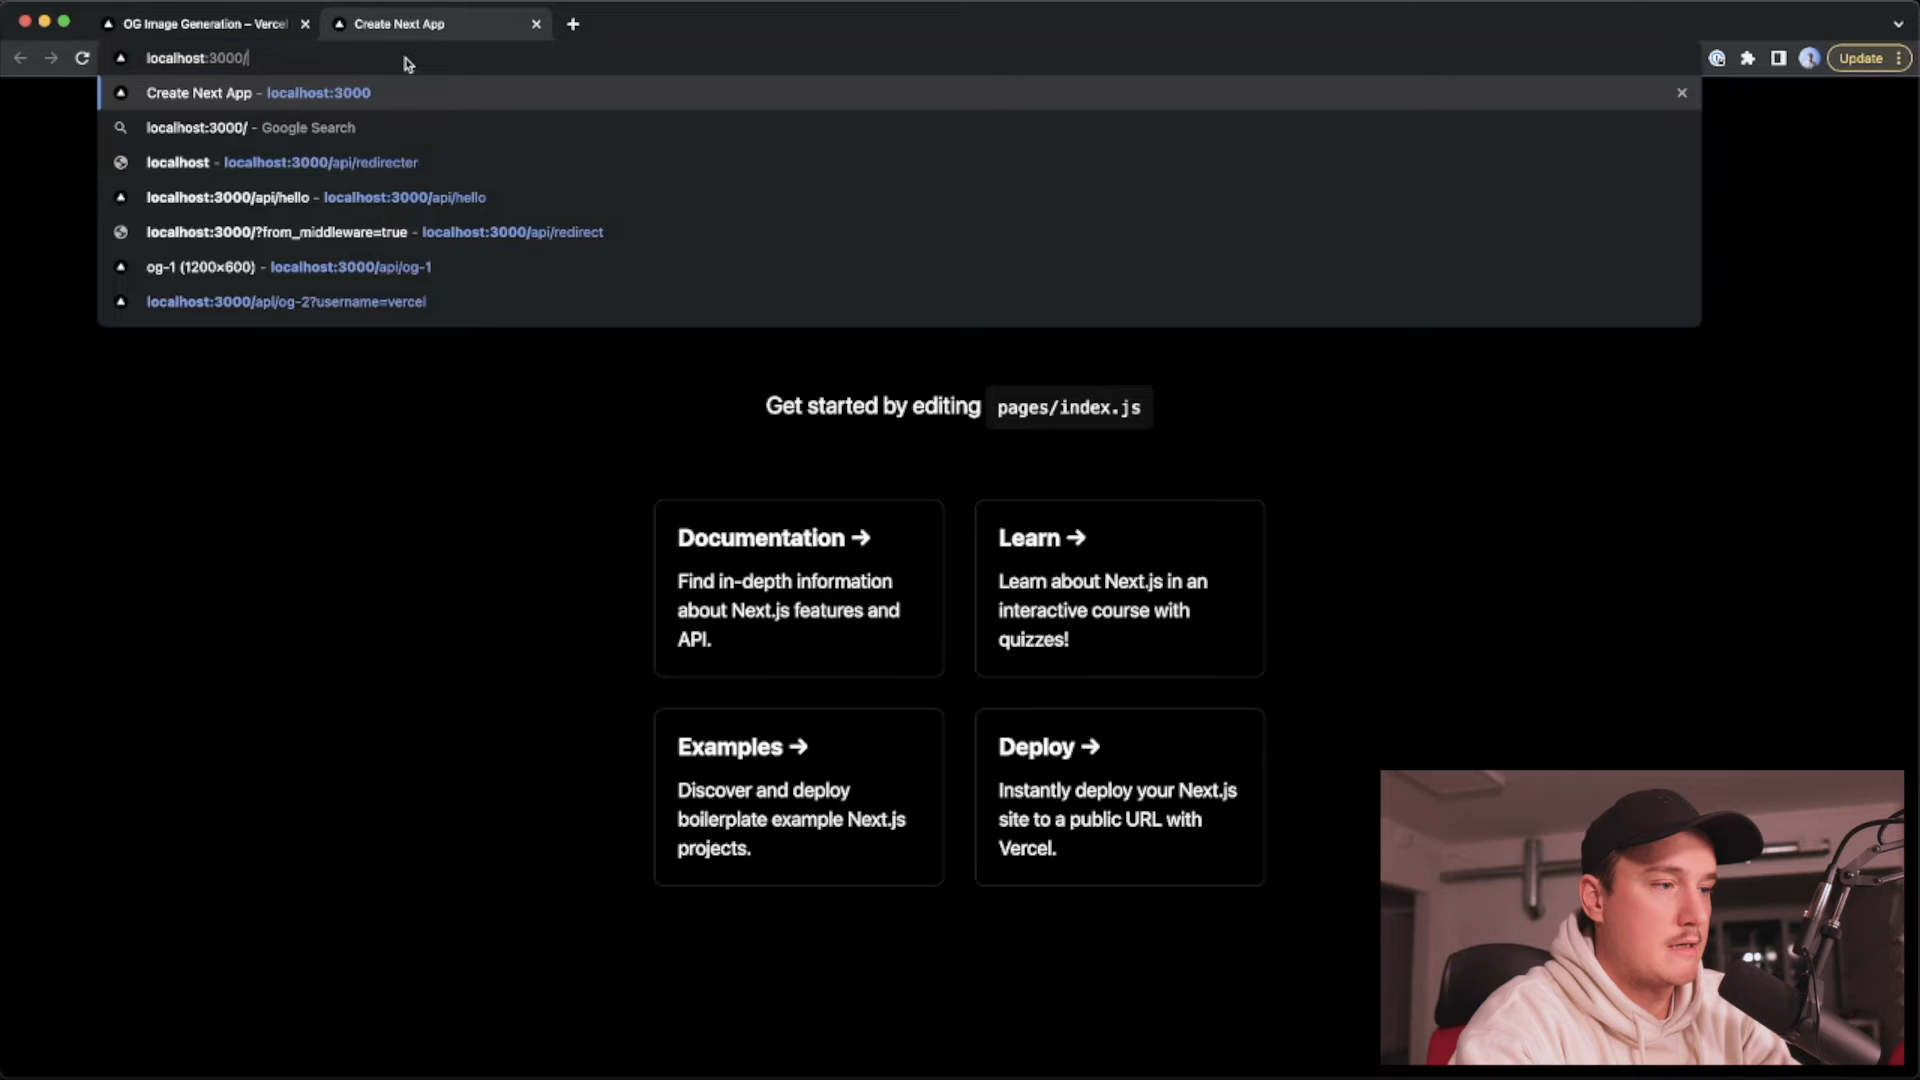 OG Image Generation – Vercel
Create Next App
localhost:3000/
Update
Create Next App - localhost:3000
localhost:3000/ - Google Search
localhost - localhost:3000/api/redirecter
localhost:3000/api/hello - localhost:3000/api/hello
localhost:3000/?from_middleware=true - localhost:3000/api/redirect
og-1 (1200×600) - localhost:3000/api/og-1
localhost:3000/api/og-2?username=vercel
Get started by editing pages/index.js
Documentation →
Find in-depth information
about Next.js features and
API.
Learn →
Learn about Next.js in an
interactive course with
quizzes!
Examples →
Discover and deploy
boilerplate example Next.js
projects.
Deploy →
Instantly deploy your Next.js
site to a public URL with
Vercel.